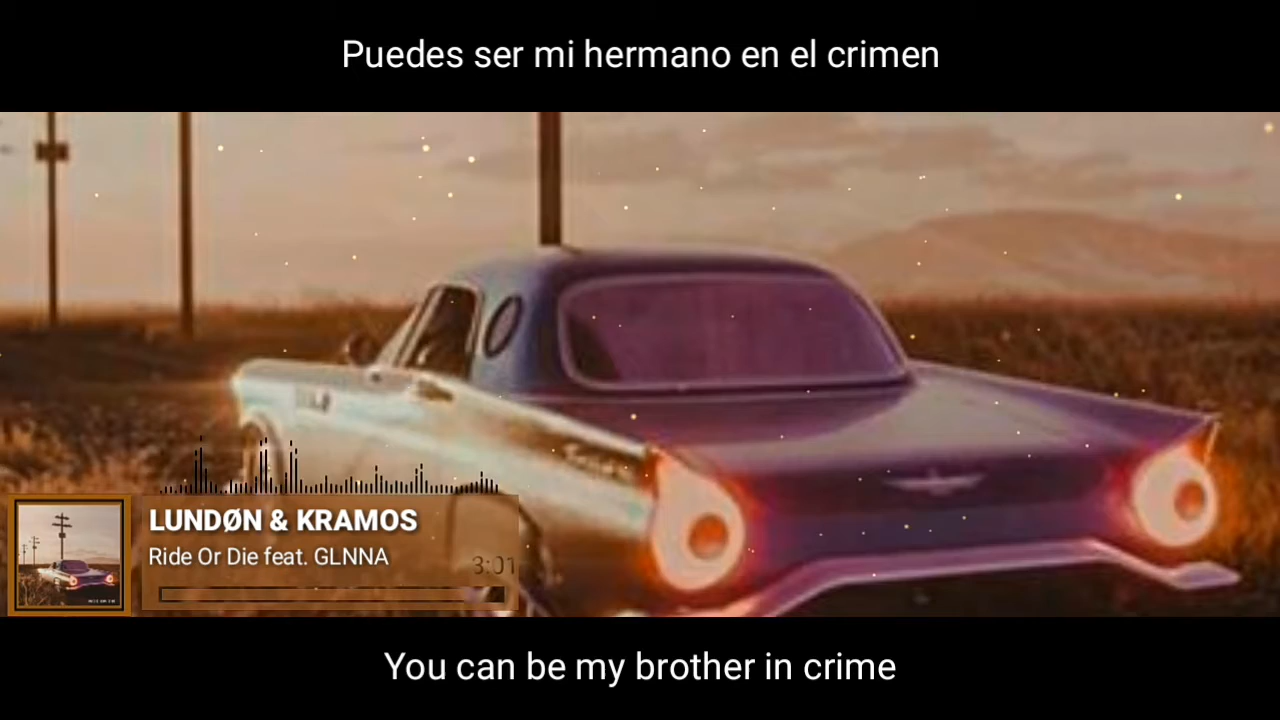 Puedes ser mi hermano en el crimen
LUNDØN & KRAMOS
Ride Or Die feat. GLNNA
3:01
You can be my brother in crime